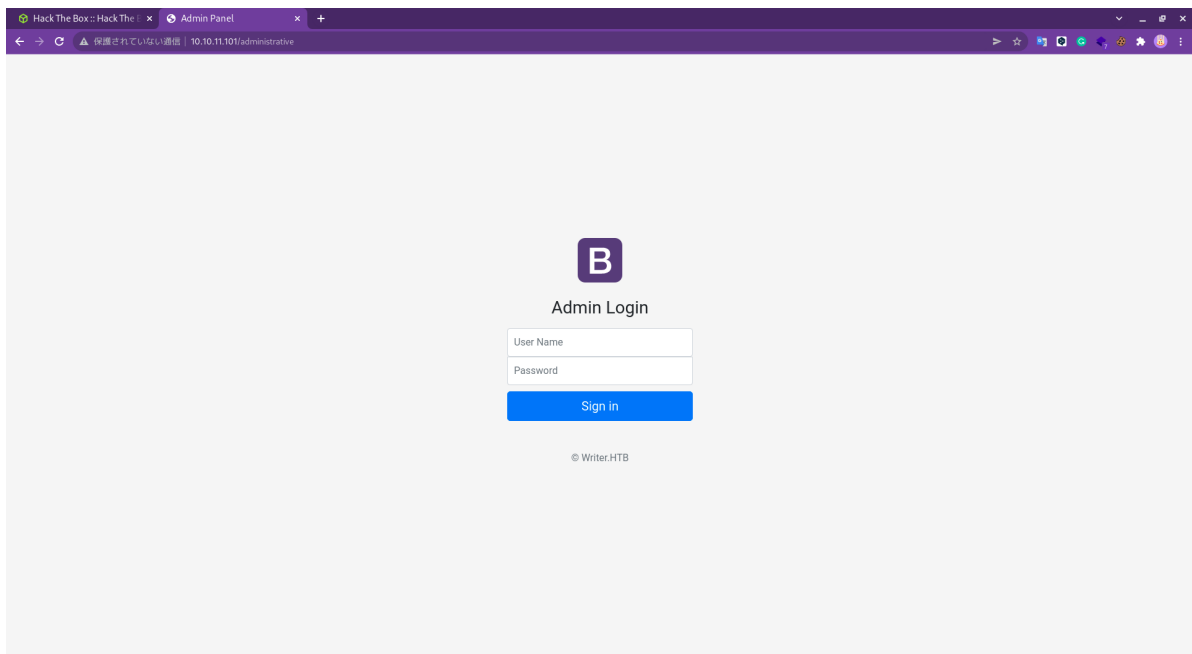 Hack The Box :: Hack The B
Admin Panel
保護されていない通信 | 10.10.11.101/administrative
B
Admin Login
User Name
Password
Sign in
© Writer.HTB